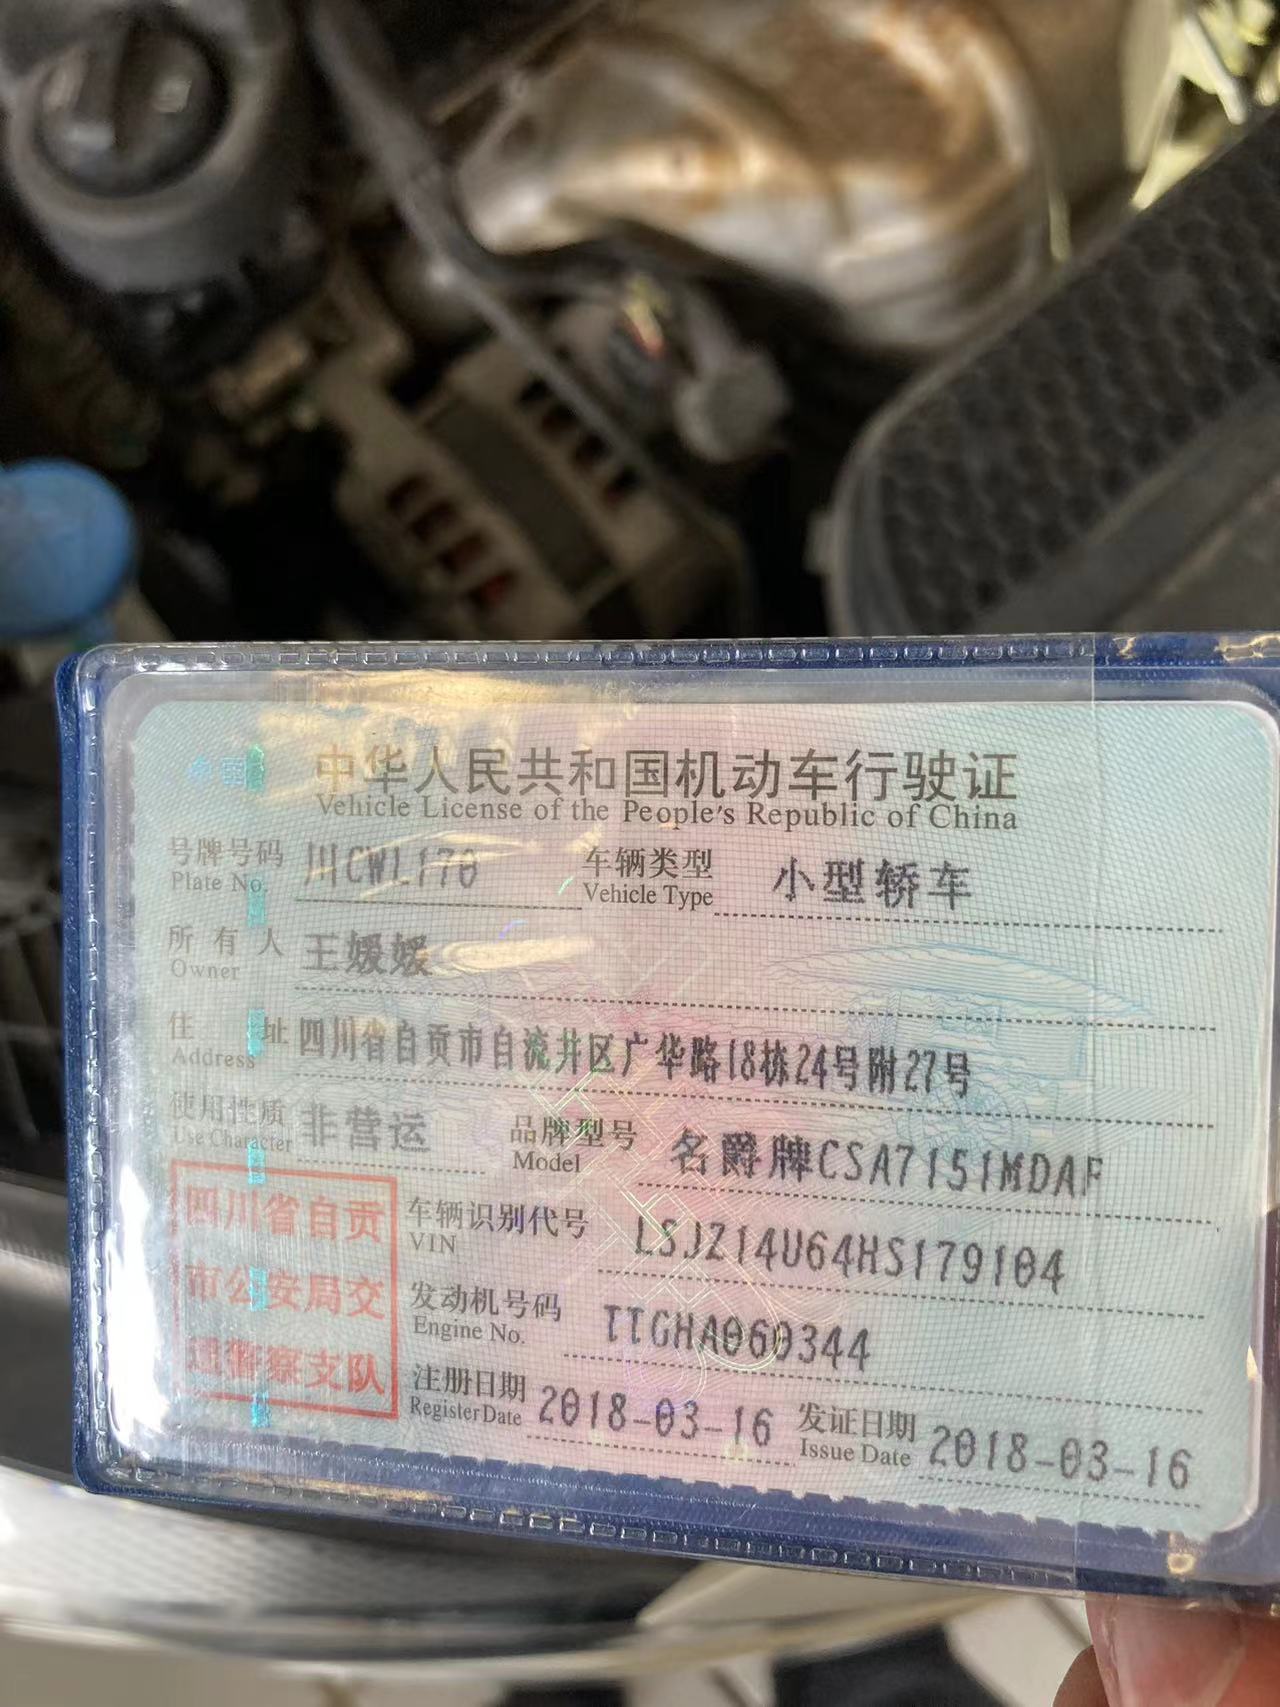 中华人民共和国机动车行驶证
Vehicle License of the People's Republic of China
号牌号码 川CWL170 车辆类型 小型轿车
Plate No. Vehicle Type
所有人 王媛媛
Owner
住址 四川省自贡市自流井区广华路18栋24号附27号
Address
使用性质 非营运 品牌型号 名爵牌CSA7151MDAF
Use Character Model
四川省自贡
市公安局交
通警察支队
车辆识别代号 LSJZ14U64HS179104
VIN
发动机号码 TTGHA060344
Engine No.
注册日期 2018-03-16 发证日期 2018-03-16
Register Date Issue Date